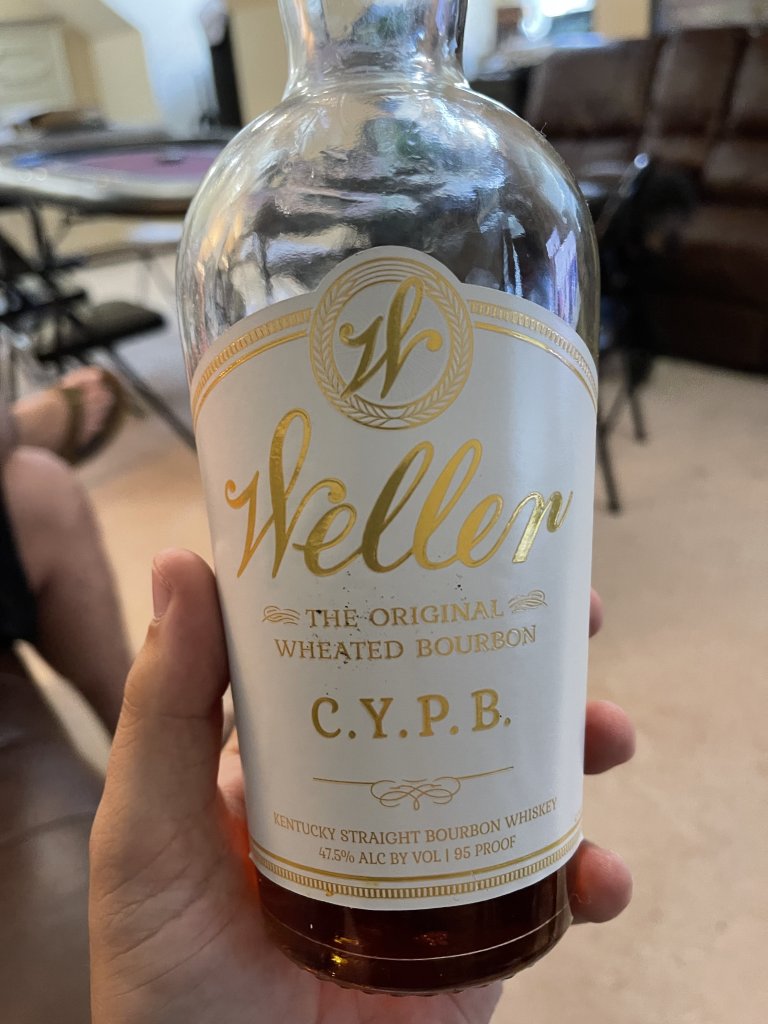 W
Weller
THE ORIGINAL
WHEATED BOURBON
C.Y.P.B.
KENTUCKY STRAIGHT BOURBON WHISKEY
47.5% ALC BY VOL | 95 PROOF